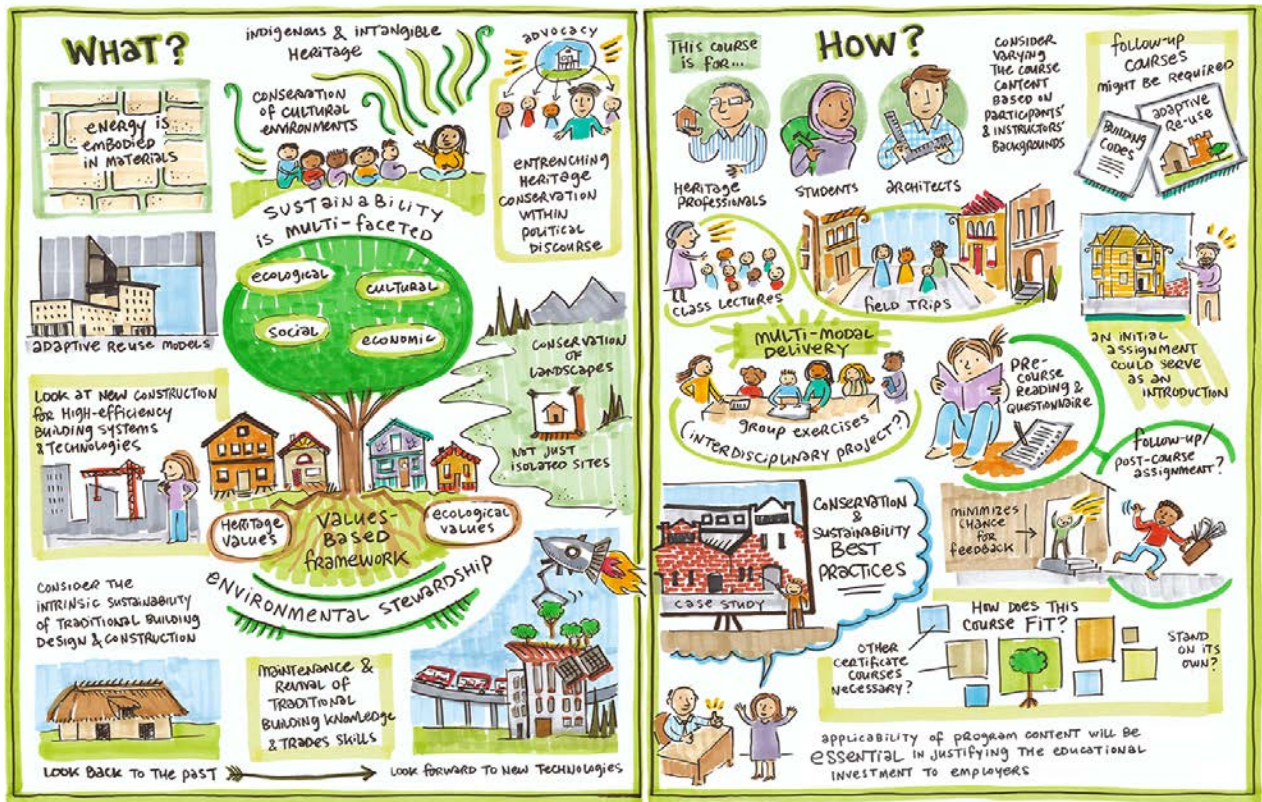 WHAT?
INDIGENOUS & INTANGIBLE
HERITAGE
ADVOCACY
ENERGY IS
EMBODIED
IN MATERIALS
CONSERVATION
OF CULTURAL
ENVIRONMENTS
ENTRENCHING
HERITAGE
CONSERVATION
WITHIN
POLITICAL
DISCOURSE
SUSTAINABILITY
IS MULTI-FACETED
ECOLOGICAL
CULTURAL
SOCIAL
ECONOMIC
ADAPTIVE REUSE MODELS
CONSERVATION
OF
LANDSCAPES
NOT JUST
ISOLATED SITES
LOOK AT NEW CONSTRUCTION
FOR HIGH-EFFICIENCY
BUILDING SYSTEMS
& TECHNOLOGIES
HERITAGE
VALUES
VALUES-
BASED
FRAMEWORK
ECOLOGICAL
VALUES
ENVIRONMENTAL STEWARDSHIP
CONSIDER THE
INTRINSIC SUSTAINABILITY
OF TRADITIONAL BUILDING
DESIGN & CONSTRUCTION
MAINTENANCE &
REVIVAL OF
TRADITIONAL
BUILDING KNOWLEDGE
& TRADES SKILLS
LOOK BACK TO THE PAST
LOOK FORWARD TO NEW TECHNOLOGIES
HOW?
THIS COURSE
IS FOR...
HERITAGE
PROFESSIONALS
STUDENTS
ARCHITECTS
CONSIDER
VARYING
THE COURSE
CONTENT
BASED ON
PARTICIPANTS'
& INSTRUCTORS'
BACKGROUNDS
FOLLOW-UP
COURSES
MIGHT BE REQUIRED
BUILDING
CODES
ADAPTIVE
RE-USE
CLASS LECTURES
FIELD TRIPS
MULTI-MODAL
DELIVERY
GROUP EXERCISES
(INTERDISCIPLINARY PROJECT?)
PRE-
COURSE
READING &
QUESTIONNAIRE
AN INITIAL
ASSIGNMENT
COULD SERVE
AS AN
INTRODUCTION
FOLLOW-UP/
POST-COURSE
ASSIGNMENT?
MINIMIZES
CHANCE
FOR
FEEDBACK
CASE STUDY
CONSERVATION
&
SUSTAINABILITY
BEST
PRACTICES
HOW DOES THIS
COURSE FIT?
OTHER
CERTIFICATE
COURSES
NECESSARY?
STAND
ON ITS
OWN?
APPLICABILITY OF PROGRAM CONTENT WILL BE
ESSENTIAL IN JUSTIFYING THE EDUCATIONAL
INVESTMENT TO EMPLOYERS